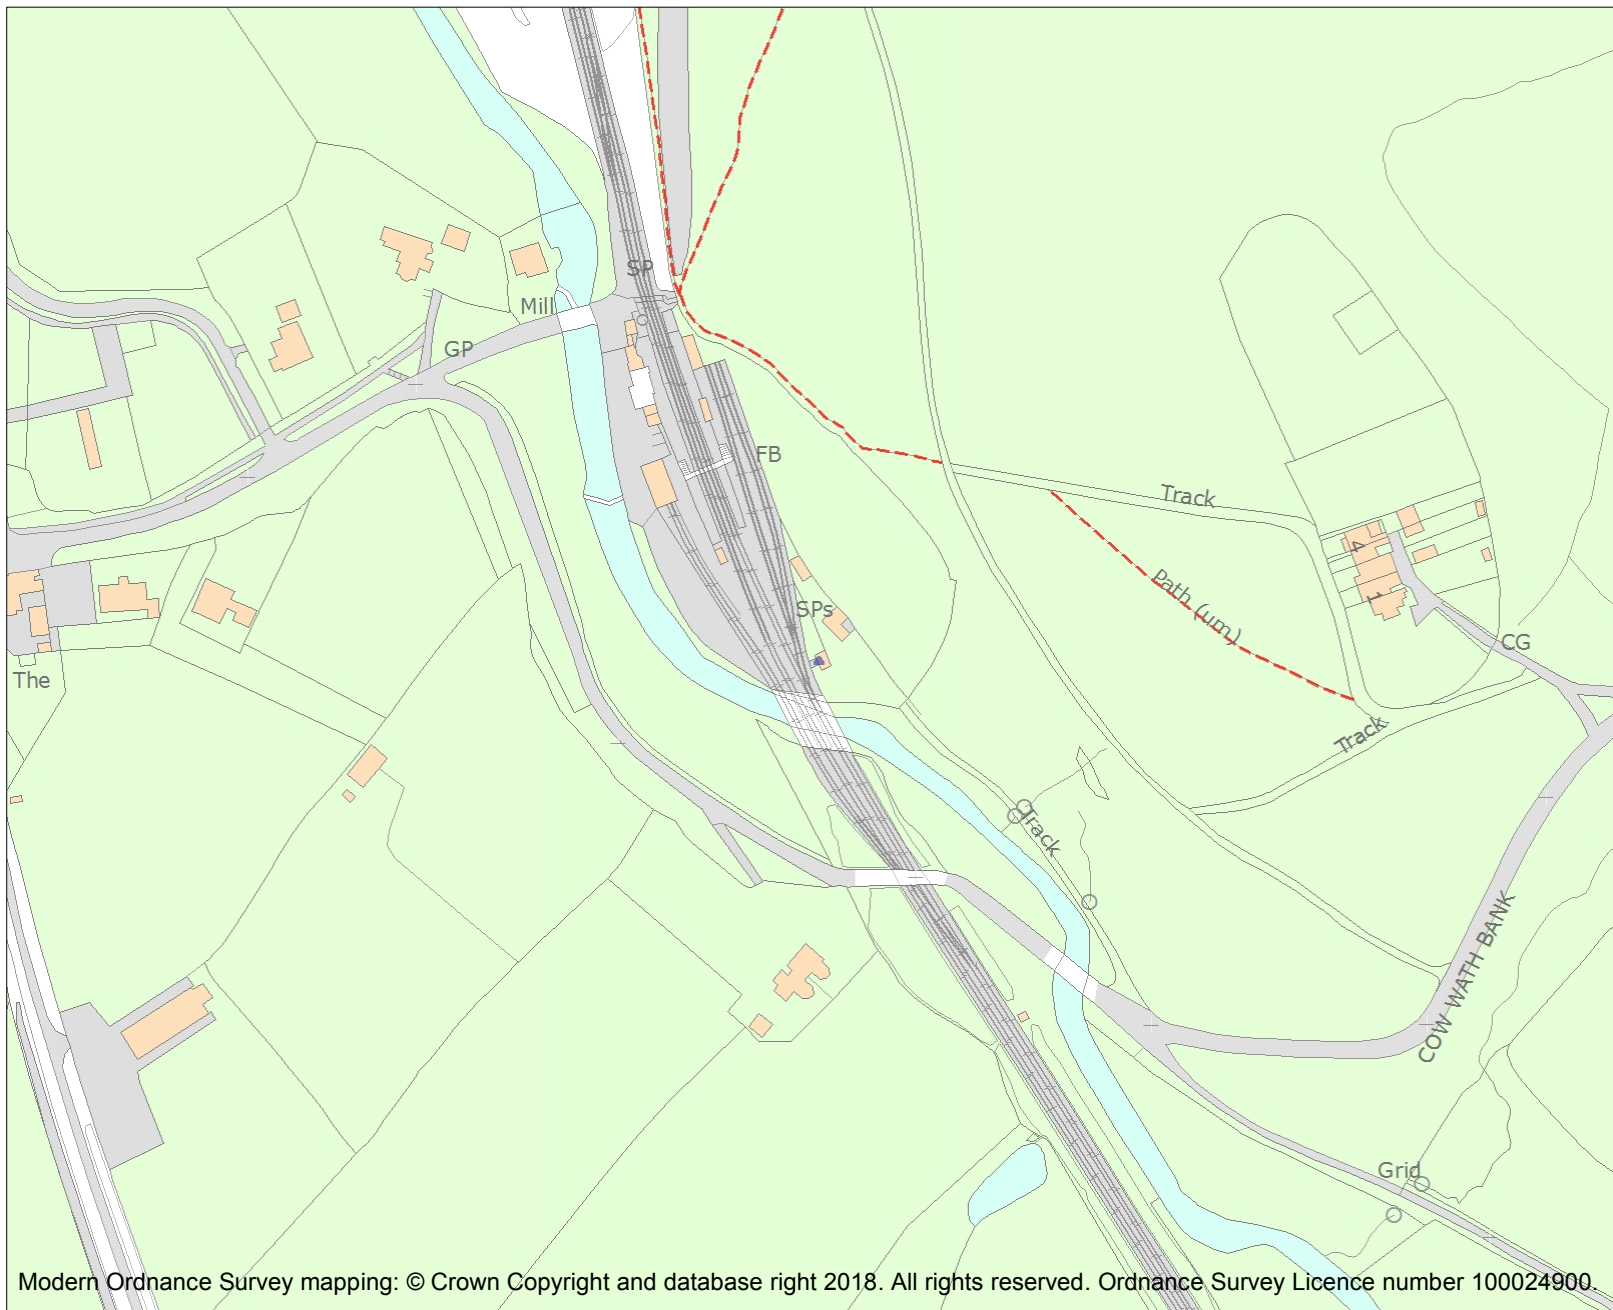 SP
Mill
GP
FB
Track
4
Path (um)
1
SPs
CG
The
Track
Track
COW WATH BANK
Grid
Modern Ordnance Survey mapping: © Crown Copyright and database right 2018. All rights reserved. Ordnance Survey Licence number 100024900.